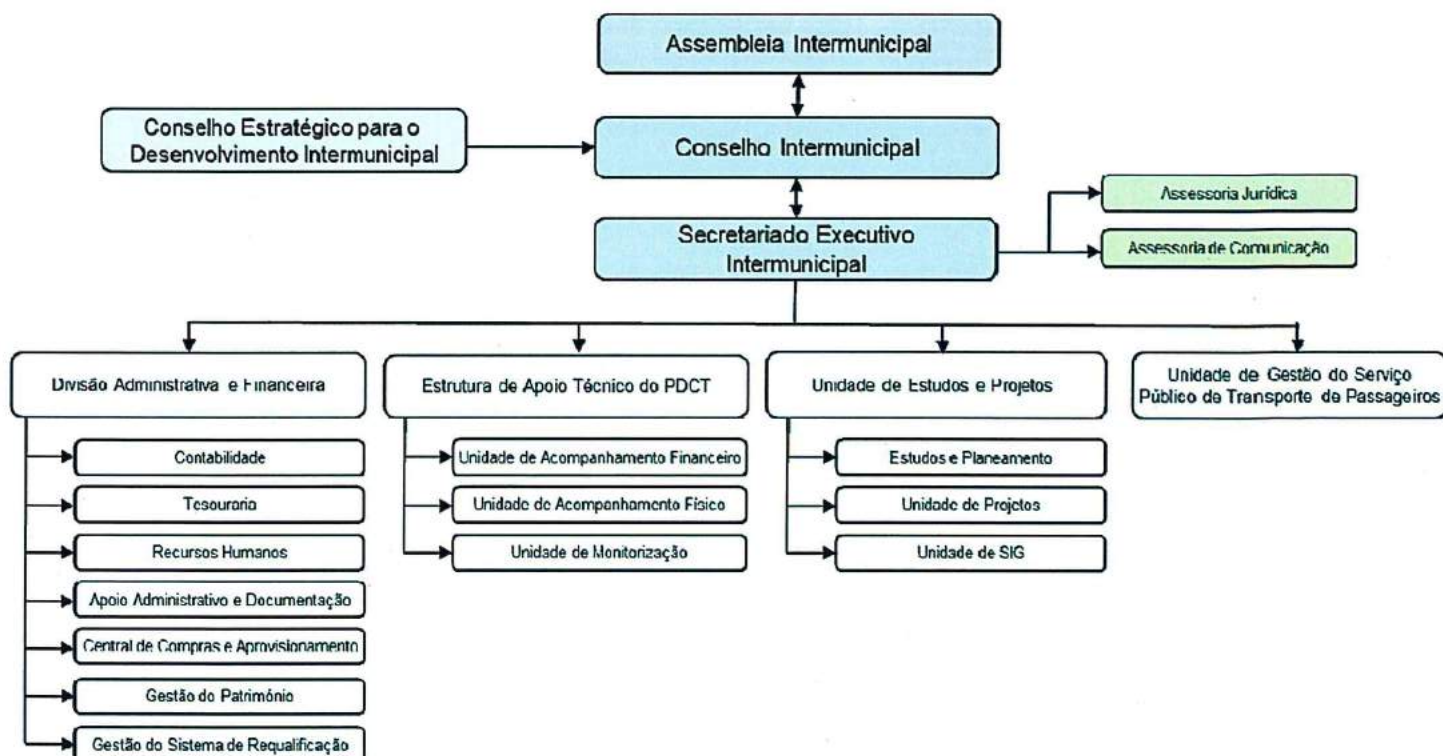 Assembleia Intermunicipal
Conselho Estratégico para o
Desenvolvimento Intermunicipal
Conselho Intermunicipal
Assessoria Jurídica
Secretariado Executivo
Intermunicipal
Assessoria de Comunicação
Divisão Administrativa e Financeira
Estrutura de Apoio Técnico do PDCT
Unidade de Estudos e Projetos
Unidade de Gestão do Serviço
Público de Transporte de Passageiros
Contabilidade
Tesouraria
Recursos Humanos
Apoio Administrativo e Documentação
Central de Compras e Aprovisionamento
Gestão do Património
Gestão do Sistema de Requalificação
Unidade de Acompanhamento Financeiro
Unidade de Acompanhamento Físico
Unidade de Monitorização
Estudos e Planeamento
Unidade de Projetos
Unidade de SIG